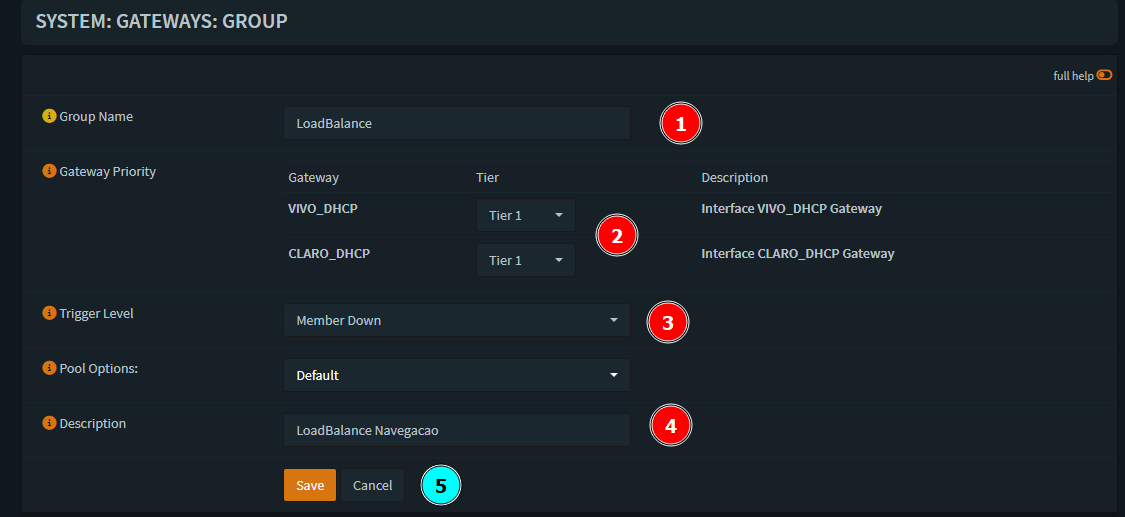 SYSTEM: GATEWAYS: GROUP
full help
Group Name LoadBalance 1
Gateway Priority Gateway Tier Description
VIVO_DHCP Tier 1 Interface VIVO_DHCP Gateway
2
CLARO_DHCP Tier 1 Interface CLARO_DHCP Gateway
Trigger Level Member Down 3
Pool Options: Default
Description LoadBalance Navegacao 4
Save Cancel 5